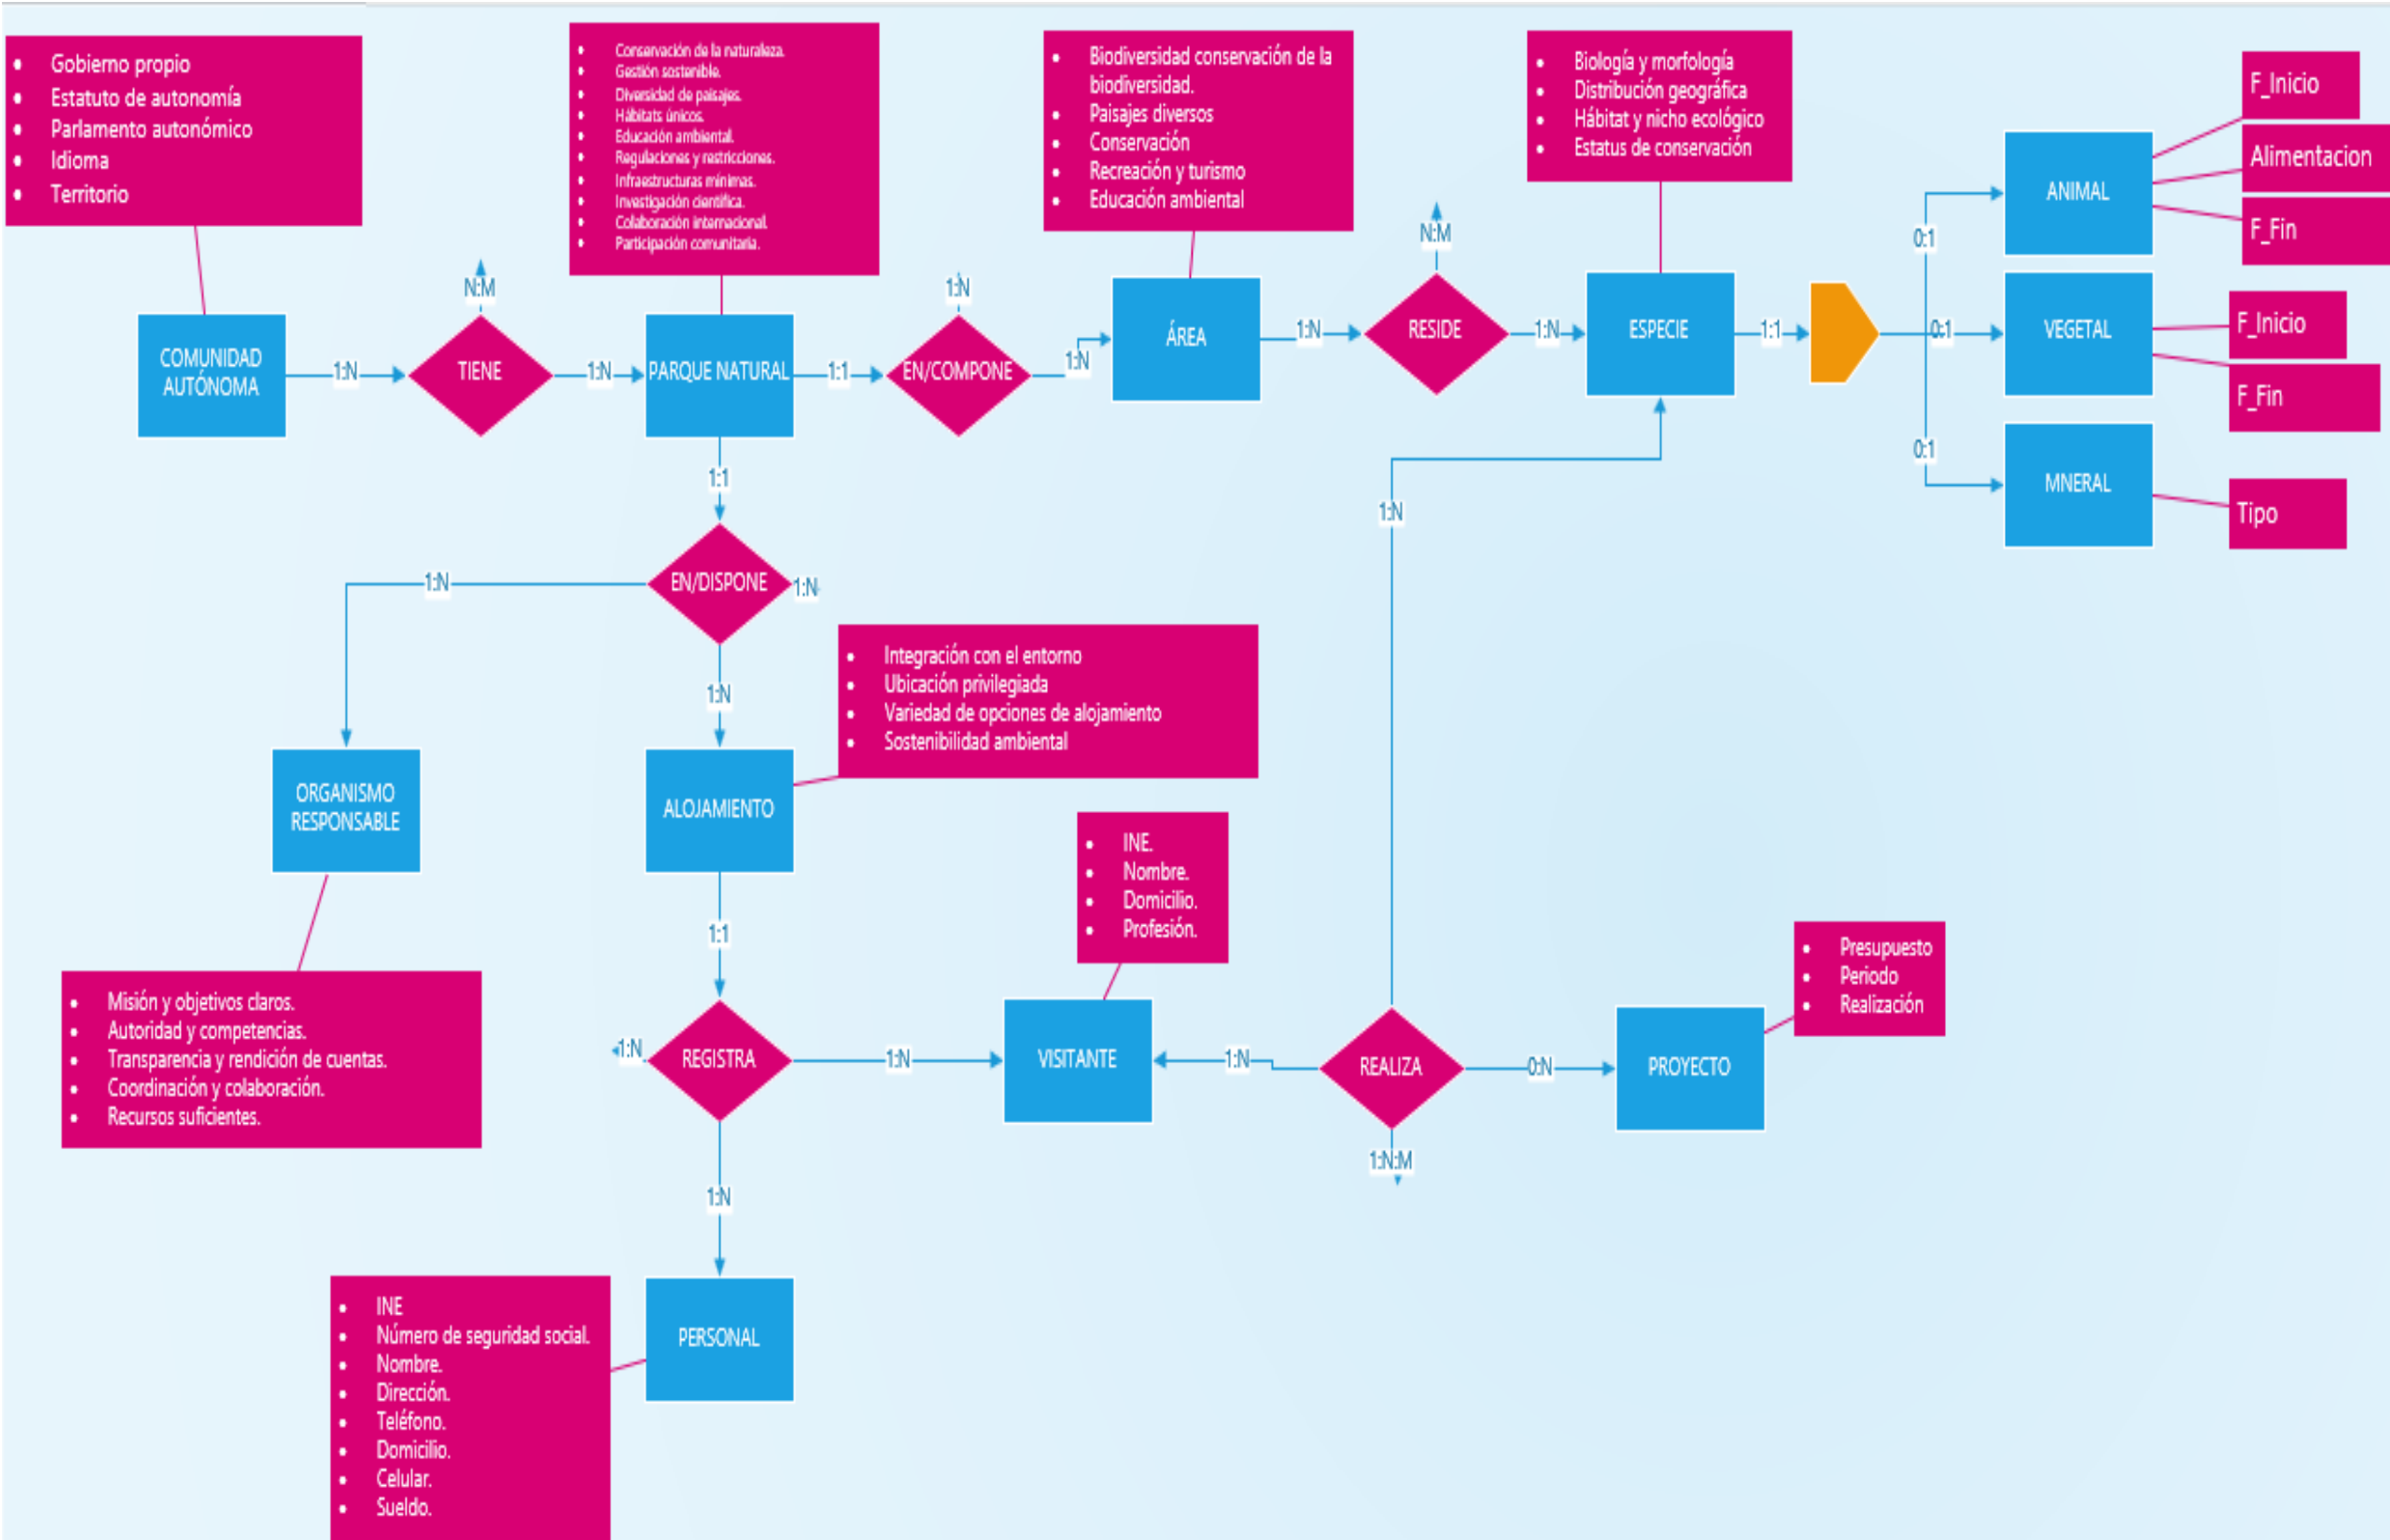 • Gobierno propio
• Estatuto de autonomía
• Parlamento autonómico
• Idioma
• Territorio
• Conservación de la naturaleza.
• Gestión sostenible.
• Diversidad de paisajes.
• Hábitats únicos.
• Educación ambiental.
• Regulaciones y restricciones.
• Infraestructuras mínimas.
• Investigación científica.
• Colaboración internacional.
• Participación comunitaria.
• Biodiversidad conservación de la
biodiversidad.
• Paisajes diversos
• Conservación
• Recreación y turismo
• Educación ambiental
• Biología y morfología
• Distribución geográfica
• Hábitat y nicho ecológico
• Estatus de conservación
F_Inicio
Alimentacion
F_Fin
ANIMAL
N:M
1:N
N:M
0:1
COMUNIDAD
AUTÓNOMA
1:N
TIENE
1:N
PARQUE NATURAL
1:1
EN/COMPONE
1:N
ÁREA
1:N
RESIDE
1:N
ESPECIE
1:1
0:1
VEGETAL
F_Inicio
F_Fin
0:1
MNERAL
Tipo
1:1
1:N
1:N
EN/DISPONE
1:N
1:N
• Integración con el entorno
• Ubicación privilegiada
• Variedad de opciones de alojamiento
• Sostenibilidad ambiental
ORGANISMO
RESPONSABLE
ALOJAMIENTO
• INE.
• Nombre.
• Domicilio.
• Profesión.
1:1
• Presupuesto
• Periodo
• Realización
• Misión y objetivos claros.
• Autoridad y competencias.
• Transparencia y rendición de cuentas.
• Coordinación y colaboración.
• Recursos suficientes.
1:N
REGISTRA
1:N
VISITANTE
1:N
REALIZA
0:N
PROYECTO
1:N:M
1:N
• INE
• Número de seguridad social.
• Nombre.
• Dirección.
• Teléfono.
• Domicilio.
• Celular.
• Sueldo.
PERSONAL